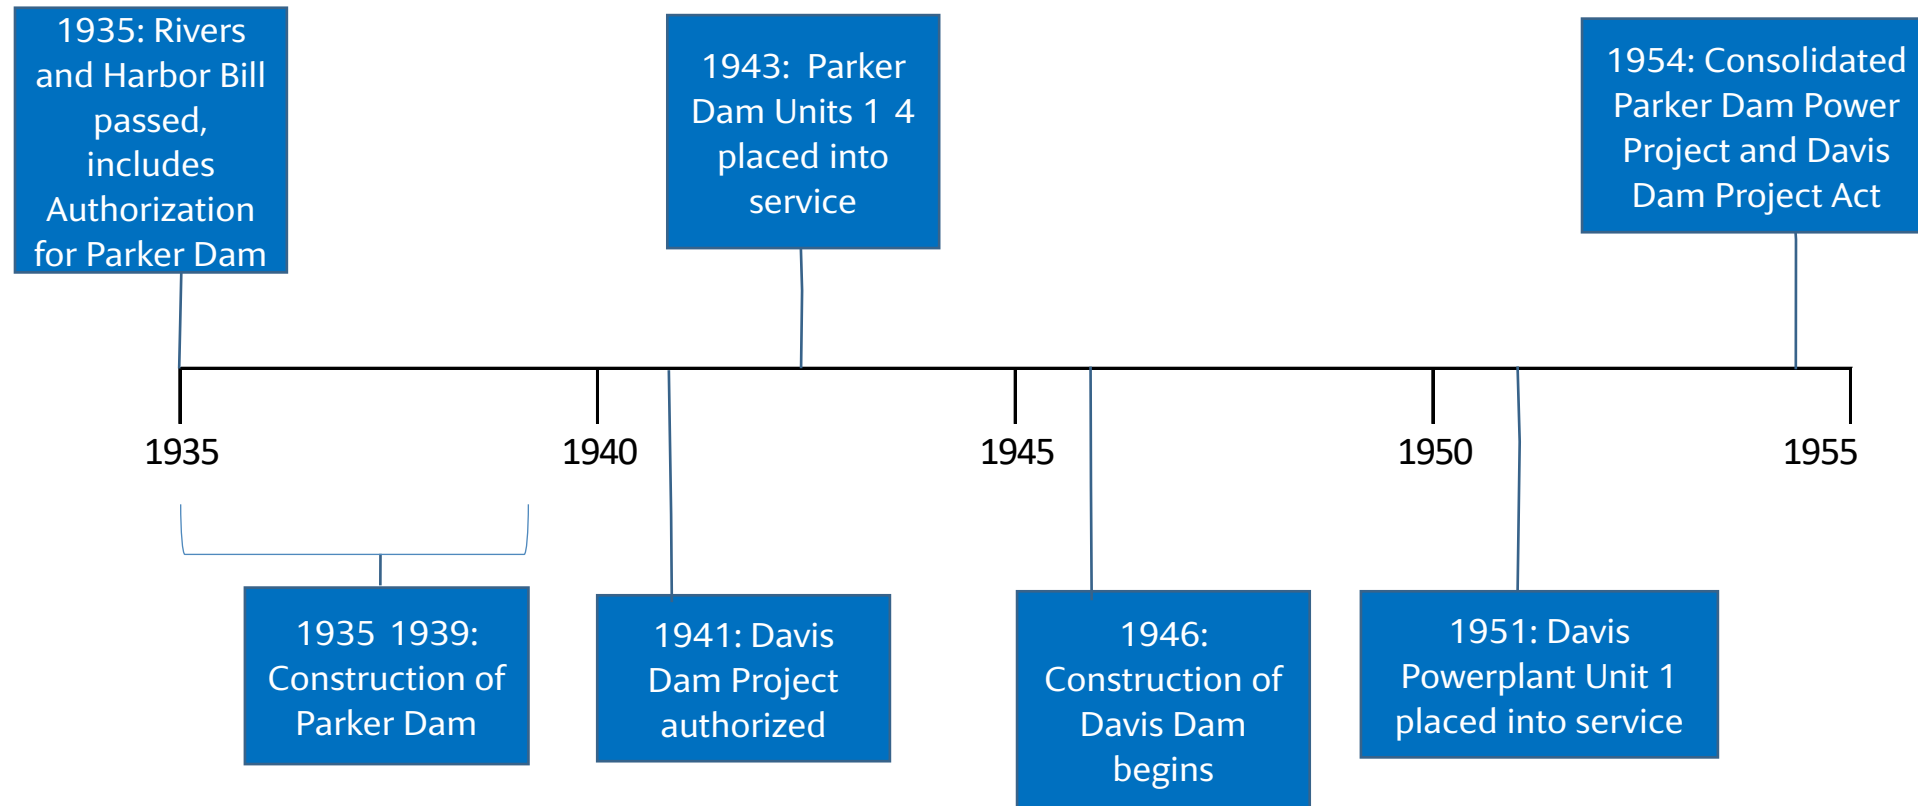 1935: Rivers
and Harbor Bill
passed,
includes
Authorization
for Parker Dam
1943:  Parker
Dam Units 1 4
placed into
service
1954: Consolidated
Parker Dam Power
Project and Davis
Dam Project Act
1935
1940
1945
1950
1955
1935 1939:
Construction of
Parker Dam
1941: Davis
Dam Project
authorized
1946:
Construction of
Davis Dam
begins
1951: Davis
Powerplant Unit 1
placed into service